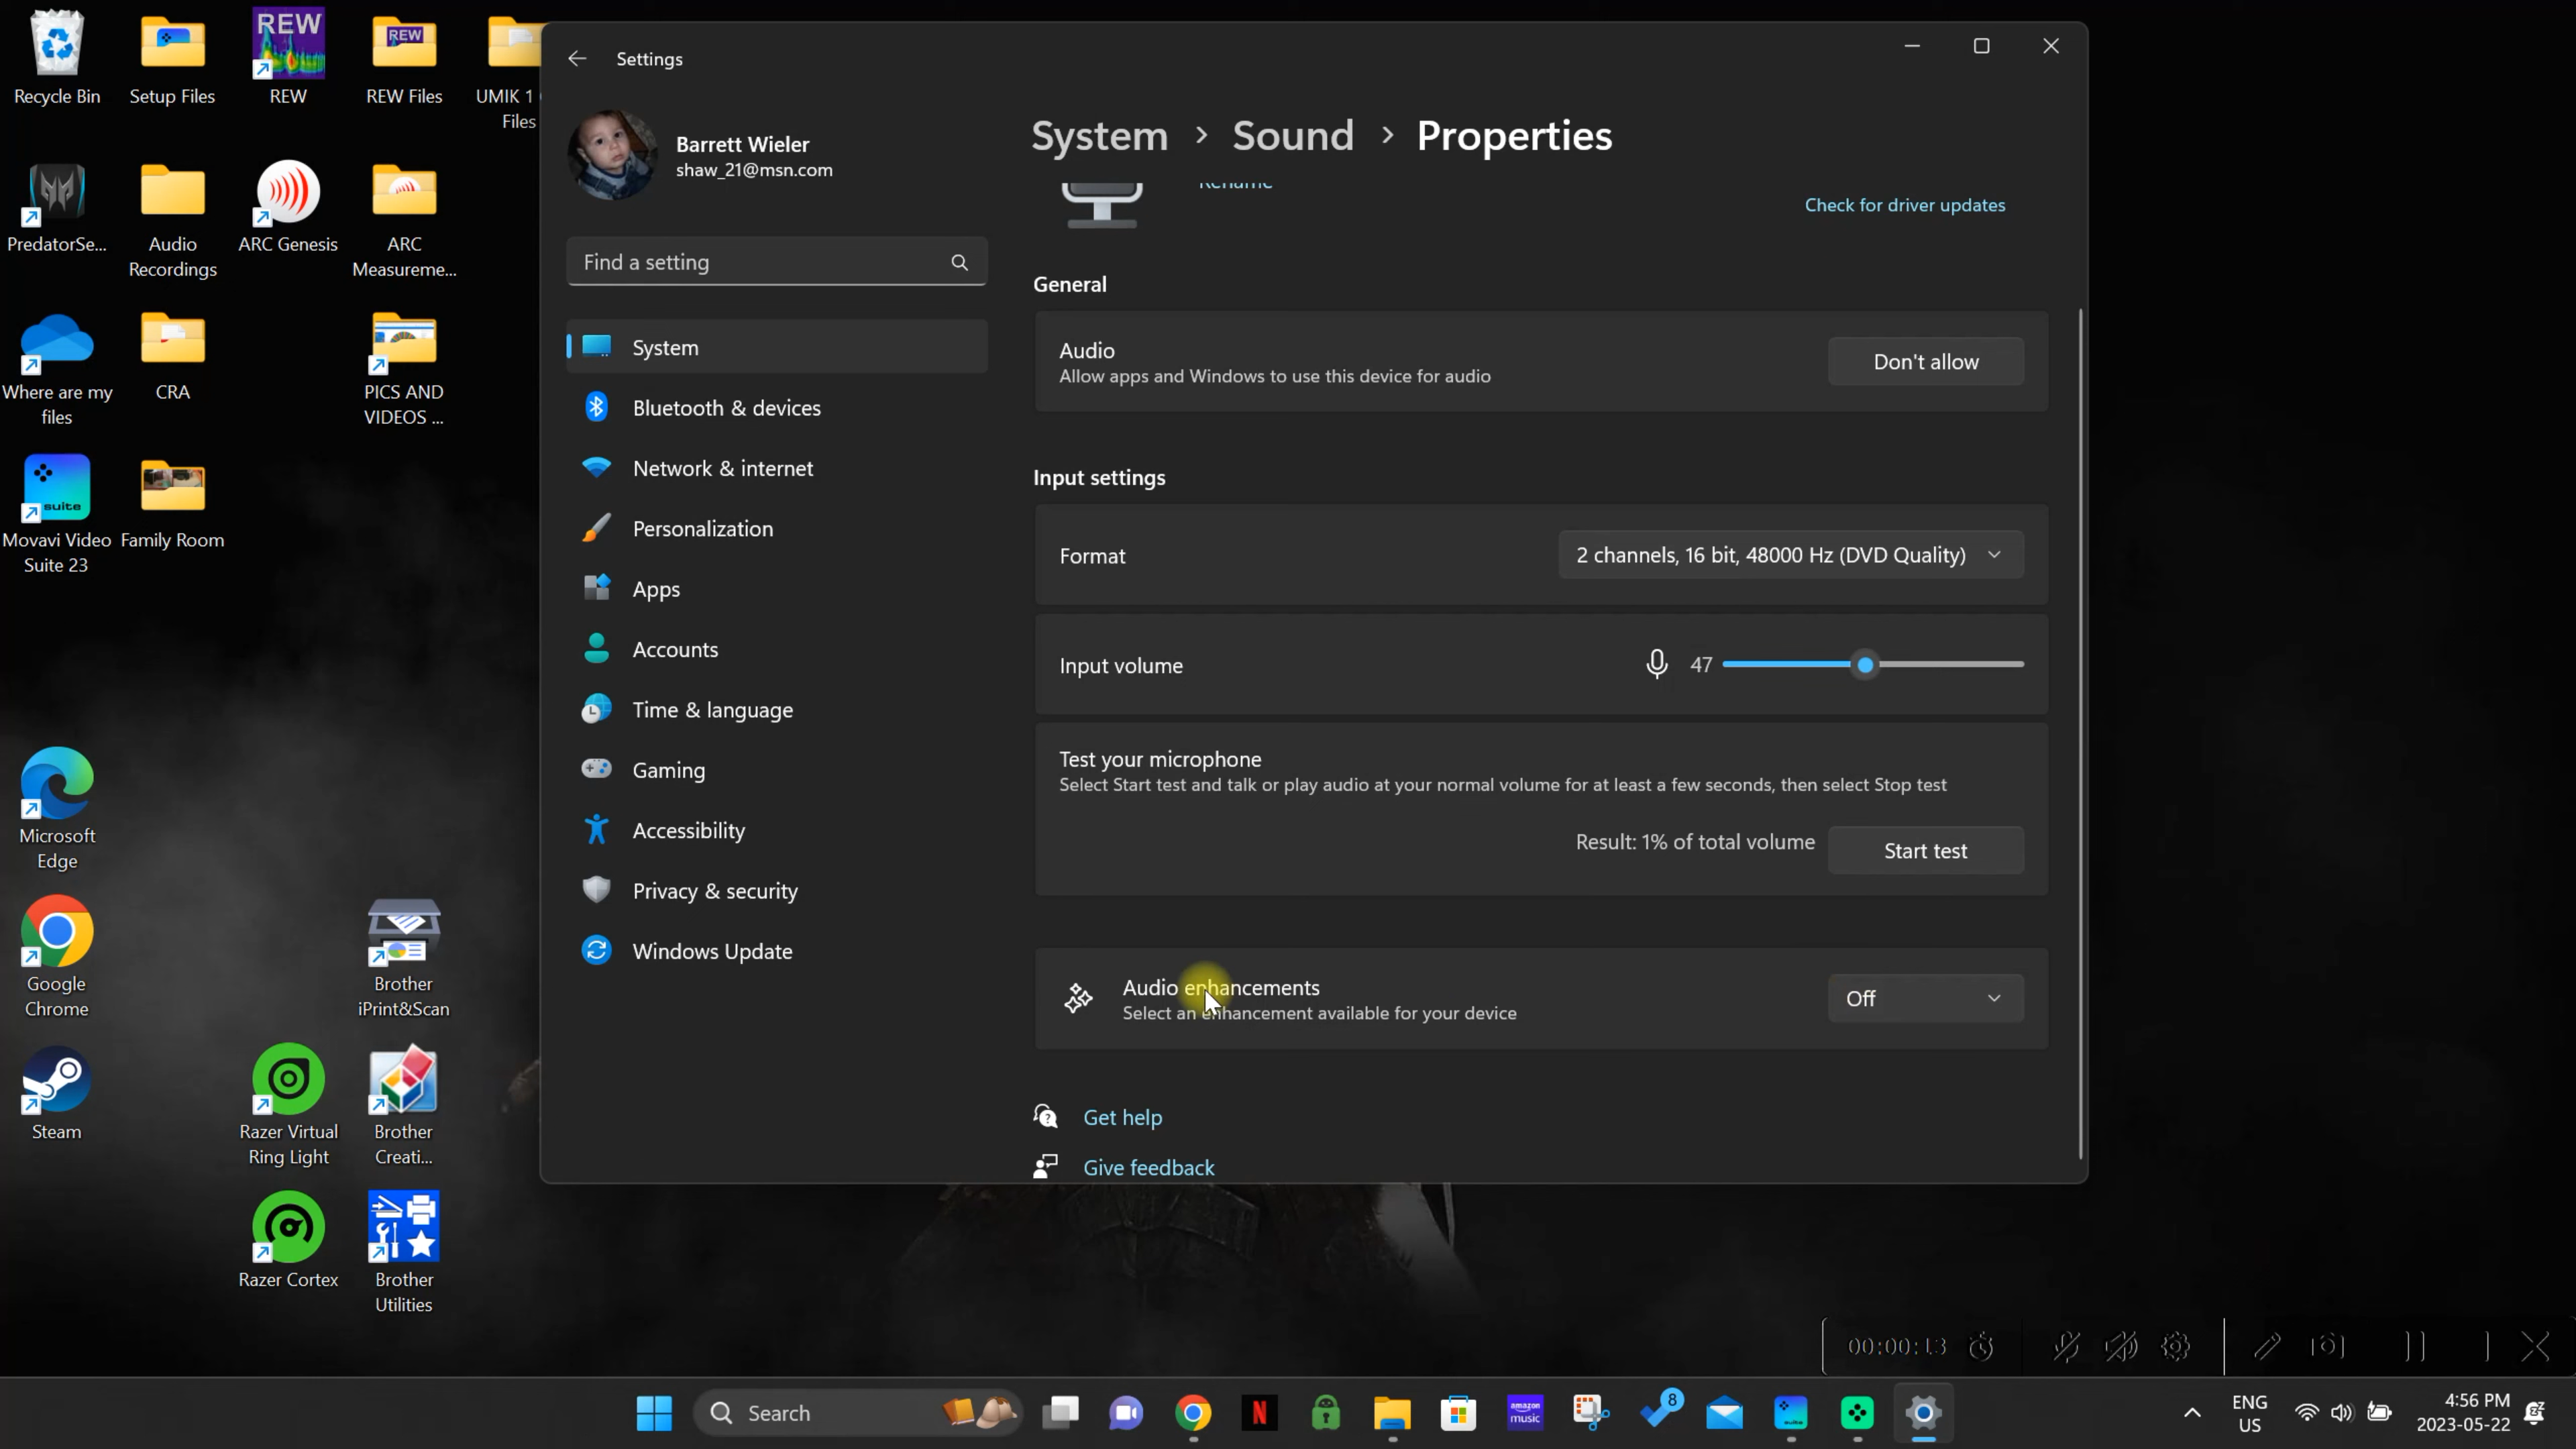 Recycle Bin
Setup Files
REW
REW
REW
REW Files
UMIK 1
Files
PredatorSe...
Audio
Recordings
ARC Genesis
ARC
Measureme...
Where are my
files
CRA
PICS AND
VIDEOS ...
suite
Movavi Video
Suite 23
Family Room
Microsoft
Edge
Google
Chrome
Brother
iPrint&Scan
Steam
Razer Virtual
Ring Light
Brother
Creati...
Razer Cortex
Brother
Utilities
Settings
Barrett Wieler
shaw_21@msn.com
Find a setting
System
Bluetooth & devices
Network & internet
Personalization
Apps
Accounts
Time & language
Gaming
Accessibility
Privacy & security
Windows Update
System › Sound › Properties
Rename
Check for driver updates
General
Audio
Allow apps and Windows to use this device for audio
Don't allow
Input settings
Format
2 channels, 16 bit, 48000 Hz (DVD Quality)
Input volume
47
Test your microphone
Select Start test and talk or play audio at your normal volume for at least a few seconds, then select Stop test
Result: 1% of total volume
Start test
Audio enhancements
Select an enhancement available for your device
Off
Get help
Give feedback
00:00:13
Search
N
amazon
music
8
suite
ENG
US
4:56 PM
2023-05-22